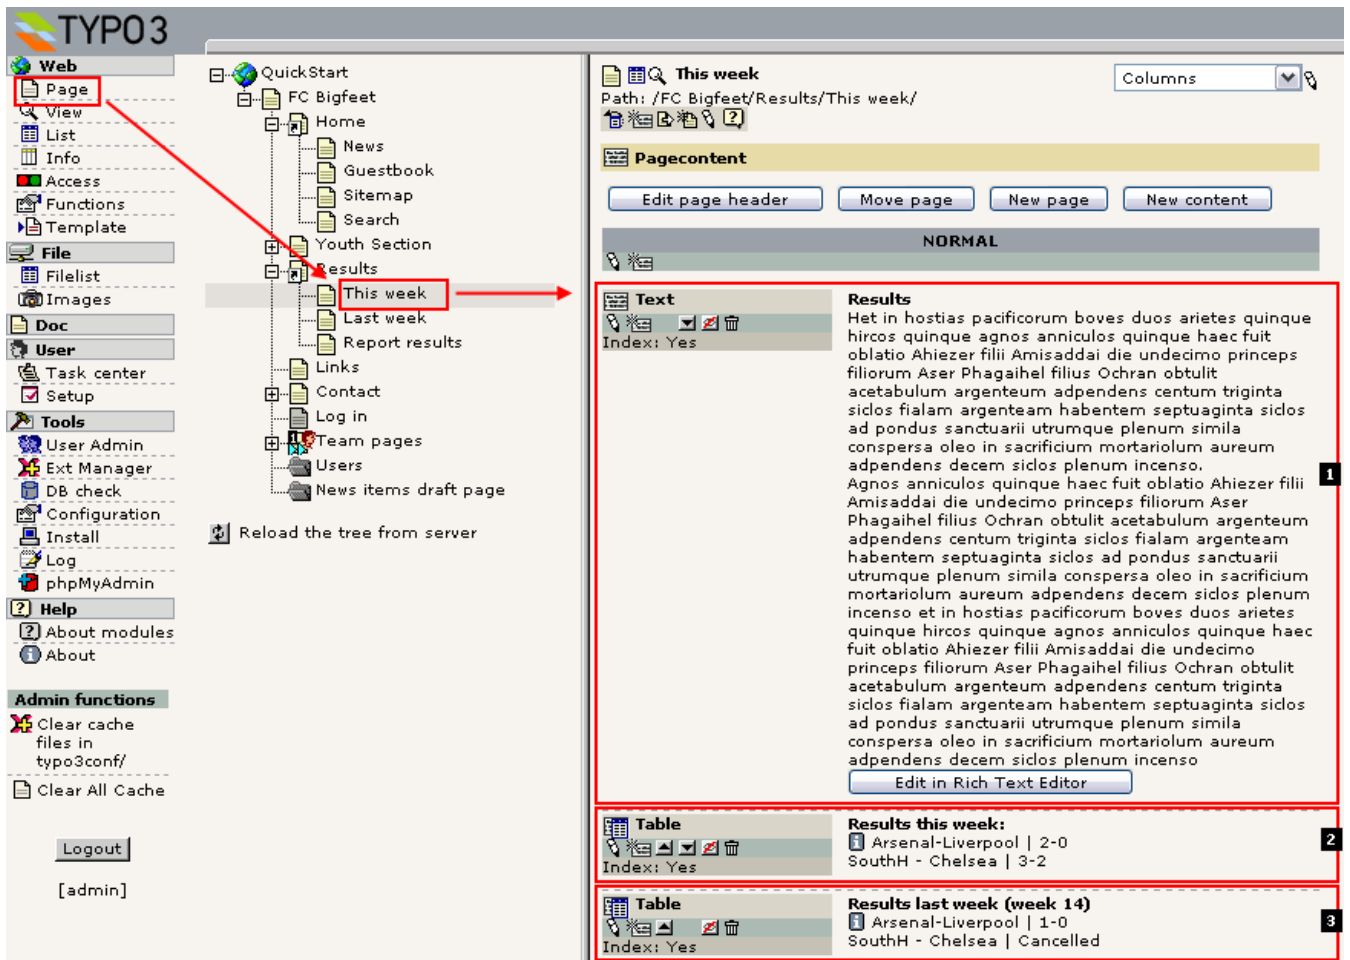 TYPO3
Web
Page
View
List
Info
Access
Functions
Template
File
Filelist
Images
Doc
User
Task center
Setup
Tools
User Admin
Ext Manager
DB check
Configuration
Install
Log
phpMyAdmin
Help
About modules
About
Admin functions
Clear cache
files in
typo3conf/
Clear All Cache
Logout
[admin]
QuickStart
FC Bigfeet
Home
News
Guestbook
Sitemap
Search
Youth Section
Results
This week
Last week
Report results
Links
Contact
Log in
Team pages
Users
News items draft page
Reload the tree from server
This week
Columns
Path: /FC Bigfeet/Results/This week/
Pagecontent
Edit page header
Move page
New page
New content
NORMAL
Text
Index: Yes
Results
Het in hostias pacificorum boves duos arietes quinque
hircos quinque agnos anniculos quinque haec fuit
oblatio Ahiezer filii Amisaddai die undecimo princeps
filiorum Aser Phagaihel filius Ochran obtulit
acetabulum argenteum adpendens centum triginta
siclos fialam argenteam habentem septuaginta siclos
ad pondus sanctuarii utrumque plenum simila
conspersa oleo in sacrificium mortariolum aureum
adpendens decem siclos plenum incenso.
Agnos anniculos quinque haec fuit oblatio Ahiezer filii
Amisaddai die undecimo princeps filiorum Aser
Phagaihel filius Ochran obtulit acetabulum argenteum
adpendens centum triginta siclos fialam argenteam
habentem septuaginta siclos ad pondus sanctuarii
utrumque plenum simila conspersa oleo in sacrificium
mortariolum aureum adpendens decem siclos plenum
incenso et in hostias pacificorum boves duos arietes
quinque hircos quinque agnos anniculos quinque haec
fuit oblatio Ahiezer filii Amisaddai die undecimo
princeps filiorum Aser Phagaihel filius Ochran obtulit
acetabulum argenteum adpendens centum triginta
siclos fialam argenteam habentem septuaginta siclos
ad pondus sanctuarii utrumque plenum simila
conspersa oleo in sacrificium mortariolum aureum
adpendens decem siclos plenum incenso
Edit in Rich Text Editor
1
Table
Index: Yes
Results this week:
Arsenal-Liverpool | 2-0
SouthH - Chelsea | 3-2
2
Table
Index: Yes
Results last week (week 14)
Arsenal-Liverpool | 1-0
SouthH - Chelsea | Cancelled
3